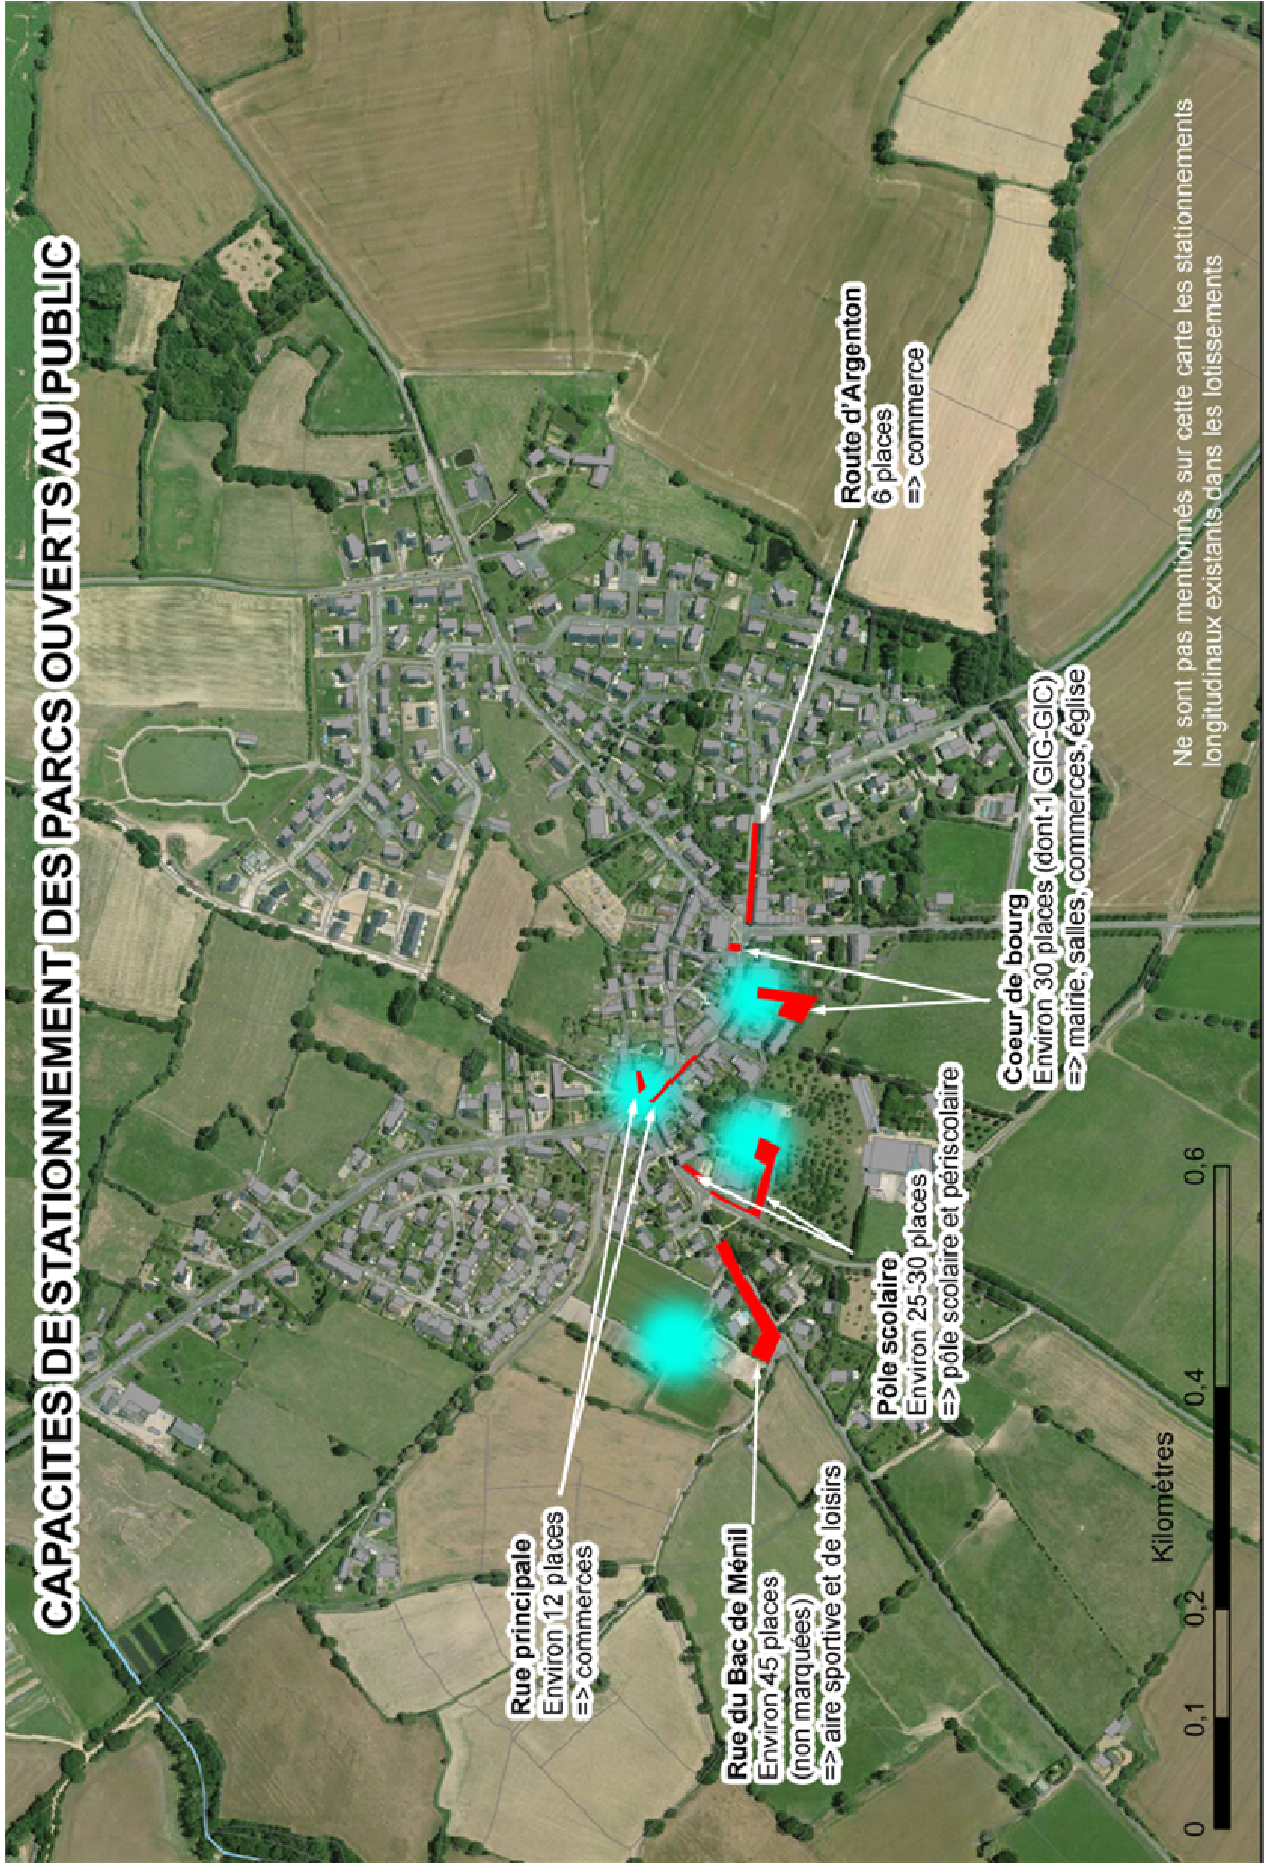 CAPACITES DE STATIONNEMENT DES PARCS OUVERTS AU PUBLIC
Rue principale
Environ 12 places
=> commerces
Rue du Bac de Ménil
Environ 45 places
(non marquées)
=> aire sportive et de loisirs
Pôle scolaire
Environ 25-30 places
=> pôle scolaire et périscolaire
Coeur de bourg
Environ 30 places (dont 1 GIG-GIC)
=> mairie, salles, commerces, église
Route d'Argenton
6 places
=> commerce
Ne sont pas mentionnés sur cette carte les stationnements
longitudinaux existants dans les lotissements
Kilomètres
0 0,1 0,2 0,4 0,6